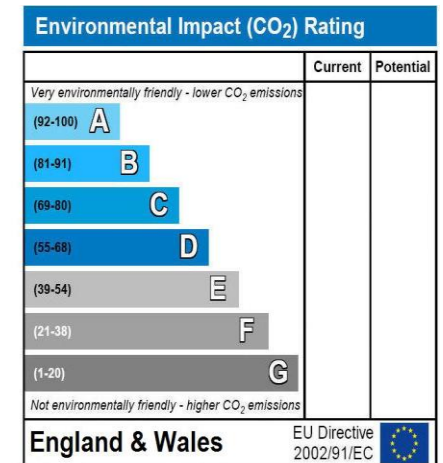 Environmental Impact (CO₂) Rating
Current Potential
Very environmentally friendly - lower CO₂ emissions
(92-100) A
(81-91) B
(69-80) C
(55-68) D
(39-54) E
(21-38) F
(1-20) G
Not environmentally friendly - higher CO₂ emissions
England & Wales
EU Directive
2002/91/EC